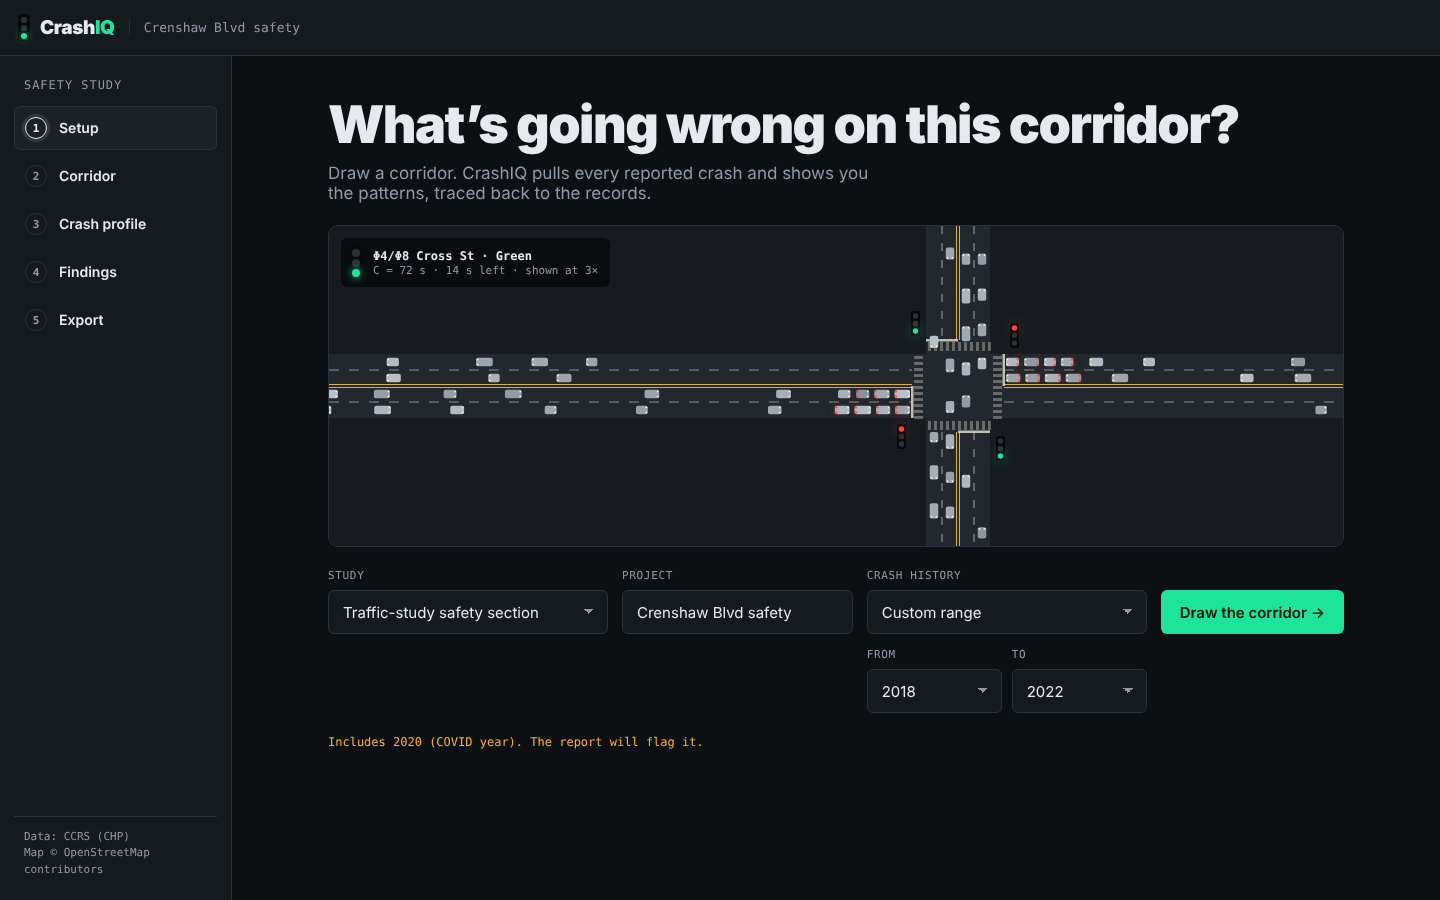 CrashIQ
Crenshaw Blvd safety
SAFETY STUDY
1 Setup
2 Corridor
3 Crash profile
4 Findings
5 Export
Data: CCRS (CHP)
Map © OpenStreetMap
contributors
What's going wrong on this corridor?
Draw a corridor. CrashIQ pulls every reported crash and shows you
the patterns, traced back to the records.
Φ4/Φ8 Cross St · Green
C = 72 s · 14 s left · shown at 3×
STUDY
Traffic-study safety section
PROJECT
Crenshaw Blvd safety
CRASH HISTORY
Custom range
Draw the corridor →
FROM
2018
TO
2022
Includes 2020 (COVID year). The report will flag it.